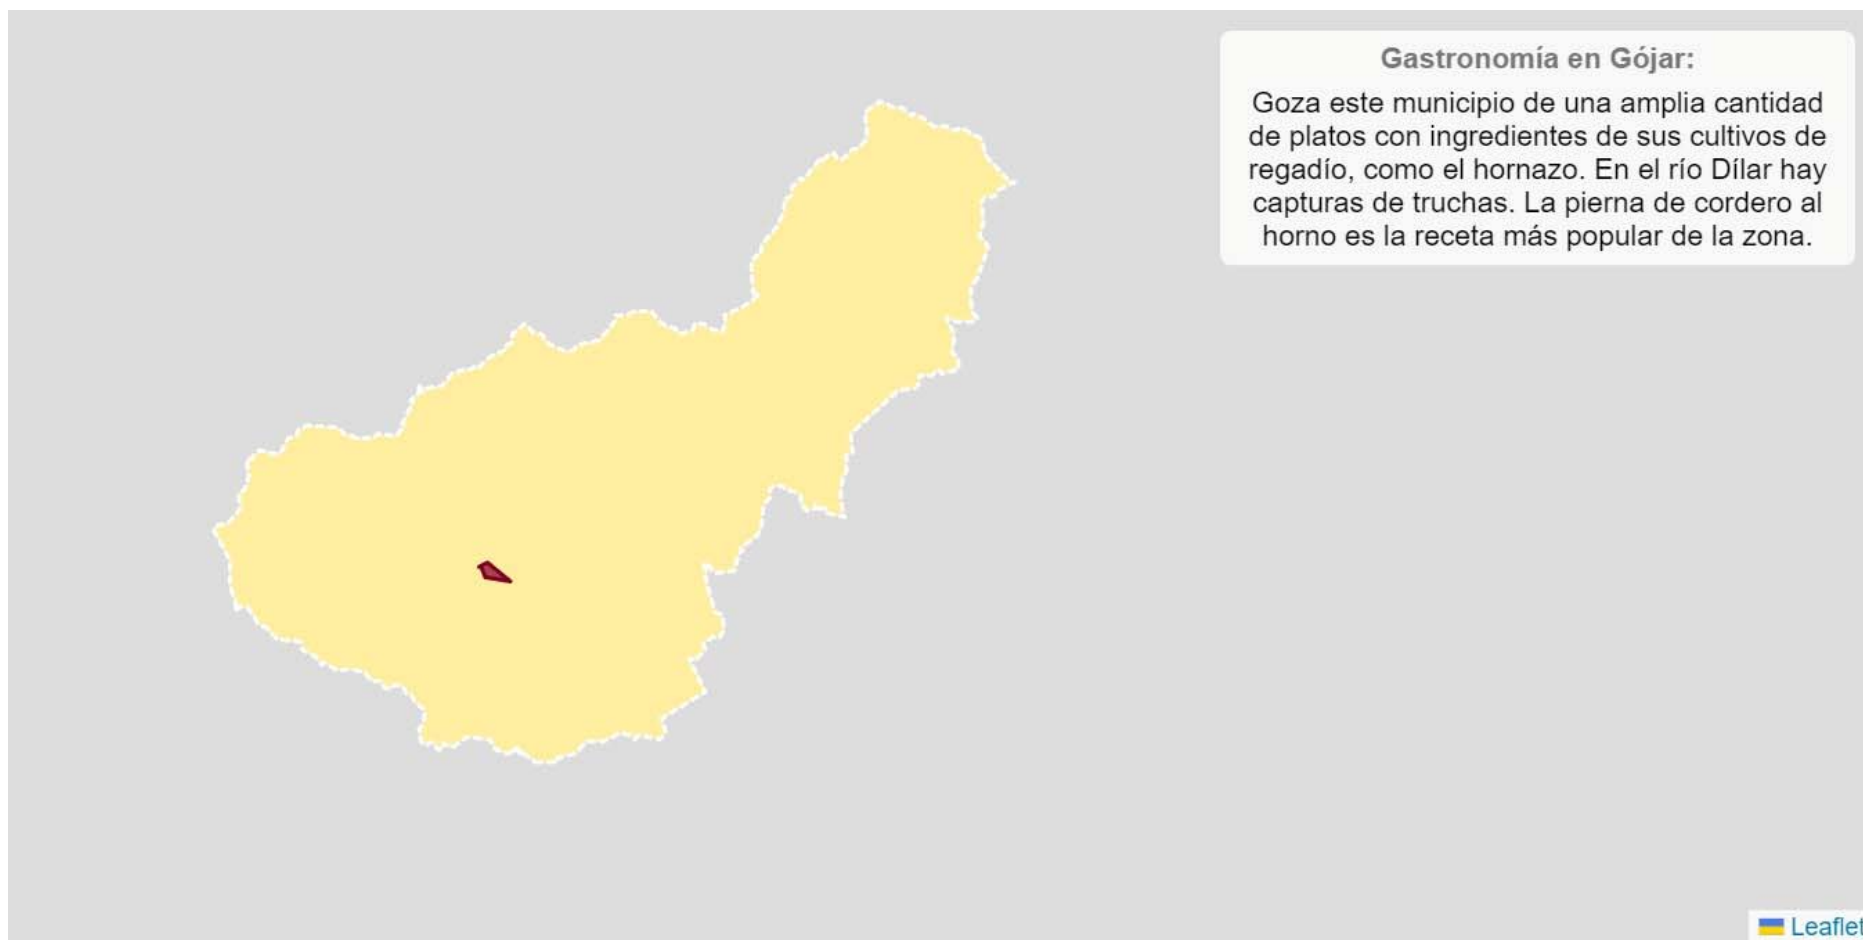 Gastronomía en Gójar:
Goza este municipio de una amplia cantidad
de platos con ingredientes de sus cultivos de
regadío, como el hornazo. En el río Dílar hay
capturas de truchas. La pierna de cordero al
horno es la receta más popular de la zona.
Leaflet